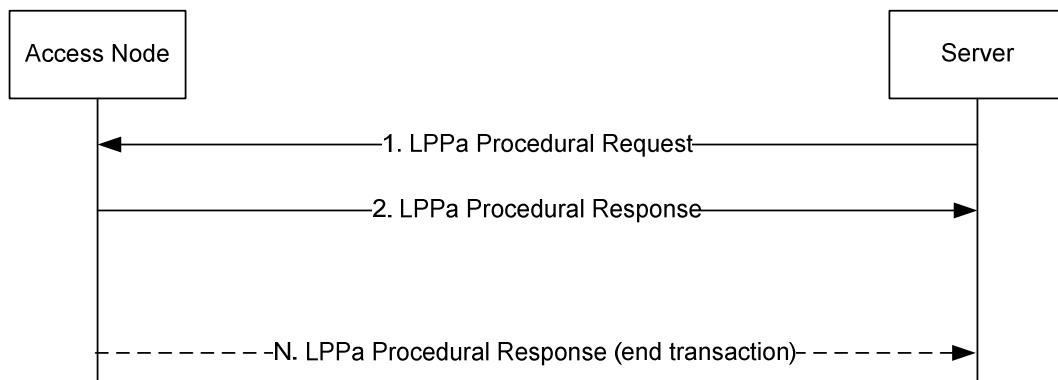 Access Node
Server
1. LPPa Procedural Request
2. LPPa Procedural Response
N. LPPa Procedural Response (end transaction)